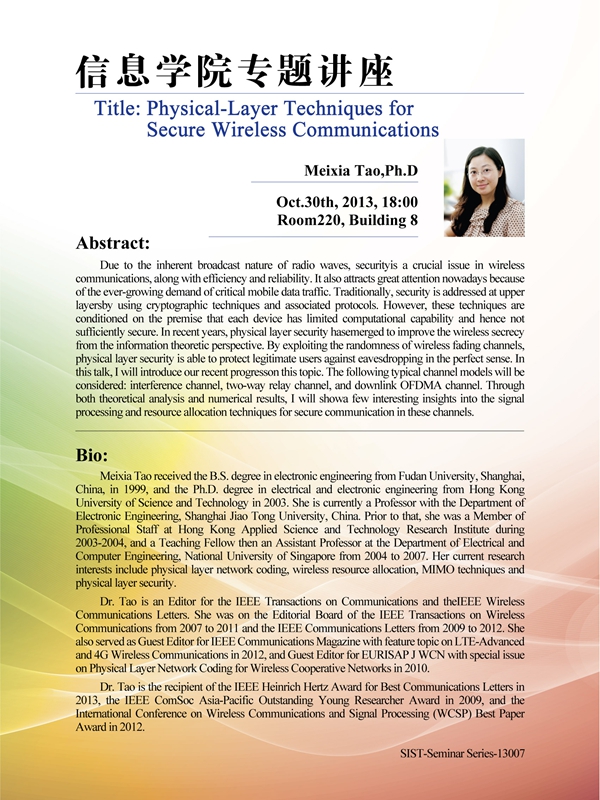 信息学院专题讲座
Title: Physical-Layer Techniques for
Secure Wireless Communications
Meixia Tao,Ph.D
Oct.30th, 2013, 18:00
Room220, Building 8
Abstract:
Due to the inherent broadcast nature of radio waves, securityis a crucial issue in wireless
communications, along with efficiency and reliability. It also attracts great attention nowadays because
of the ever-growing demand of critical mobile data traffic. Traditionally, security is addressed at upper
layersby using cryptographic techniques and associated protocols. However, these techniques are
conditioned on the premise that each device has limited computational capability and hence not
sufficiently secure. In recent years, physical layer security hasemerged to improve the wireless secrecy
from the information theoretic perspective. By exploiting the randomness of wireless fading channels,
physical layer security is able to protect legitimate users against eavesdropping in the perfect sense. In
this talk, I will introduce our recent progresson this topic. The following typical channel models will be
considered: interference channel, two-way relay channel, and downlink OFDMA channel. Through
both theoretical analysis and numerical results, I will showa few interesting insights into the signal
processing and resource allocation techniques for secure communication in these channels.
Bio:
Meixia Tao received the B.S. degree in electronic engineering from Fudan University, Shanghai,
China, in 1999, and the Ph.D. degree in electrical and electronic engineering from Hong Kong
University of Science and Technology in 2003. She is currently a Professor with the Department of
Electronic Engineering, Shanghai Jiao Tong University, China. Prior to that, she was a Member of
Professional Staff at Hong Kong Applied Science and Technology Research Institute during
2003-2004, and a Teaching Fellow then an Assistant Professor at the Department of Electrical and
Computer Engineering, National University of Singapore from 2004 to 2007. Her current research
interests include physical layer network coding, wireless resource allocation, MIMO techniques and
physical layer security.
Dr. Tao is an Editor for the IEEE Transactions on Communications and theIEEE Wireless
Communications Letters. She was on the Editorial Board of the IEEE Transactions on Wireless
Communications from 2007 to 2011 and the IEEE Communications Letters from 2009 to 2012. She
also served as Guest Editor for IEEE Communications Magazine with feature topic on LTE-Advanced
and 4G Wireless Communications in 2012, and Guest Editor for EURISAP J WCN with special issue
on Physical Layer Network Coding for Wireless Cooperative Networks in 2010.
Dr. Tao is the recipient of the IEEE Heinrich Hertz Award for Best Communications Letters in
2013, the IEEE ComSoc Asia-Pacific Outstanding Young Researcher Award in 2009, and the
International Conference on Wireless Communications and Signal Processing (WCSP) Best Paper
Award in 2012.
SIST-Seminar Series-13007